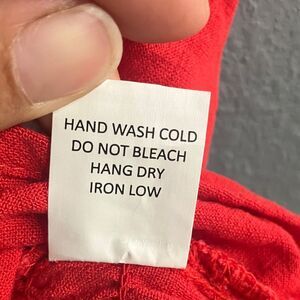 HAND WASH COLD
DO NOT BLEACH
HANG DRY
IRON LOW